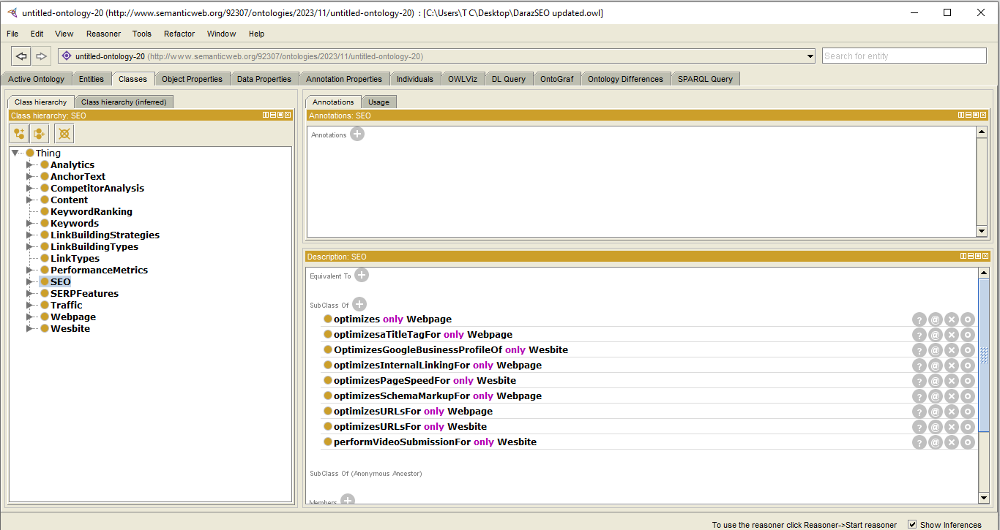 untitled-ontology-20 (http://www.semanticweb.org/92307/ontologies/2023/11/untitled-ontology-20) : [C:\Users\T C\Desktop\DarazSEO updated.owl]
File Edit View Reasoner Tools Refactor Window Help
untitled-ontology-20 (http://www.semanticweb.org/92307/ontologies/2023/11/untitled-ontology-20)
Search for entity
Active Ontology Entities Classes Object Properties Data Properties Annotation Properties Individuals OWLViz DL Query OntoGraf Ontology Differences SPARQL Query
Class hierarchy Class hierarchy (inferred)
Class hierarchy: SEO
Thing
Analytics
AnchorText
CompetitorAnalysis
Content
KeywordRanking
Keywords
LinkBuildingStrategies
LinkBuildingTypes
LinkTypes
PerformanceMetrics
SEO
SERPFeatures
Traffic
Webpage
Wesbite
Annotations Usage
Annotations: SEO
Annotations
Description: SEO
Equivalent To
SubClass Of
optimizes only Webpage
optimizesaTitleTagFor only Webpage
OptimizesGoogleBusinessProfileOf only Wesbite
optimizesInternalLinkingFor only Webpage
optimizesPageSpeedFor only Wesbite
optimizesSchemaMarkupFor only Webpage
optimizesURLsFor only Webpage
optimizesURLsFor only Wesbite
performVideoSubmissionFor only Wesbite
SubClass Of (Anonymous Ancestor)
Members
To use the reasoner click Reasoner->Start reasoner Show Inferences